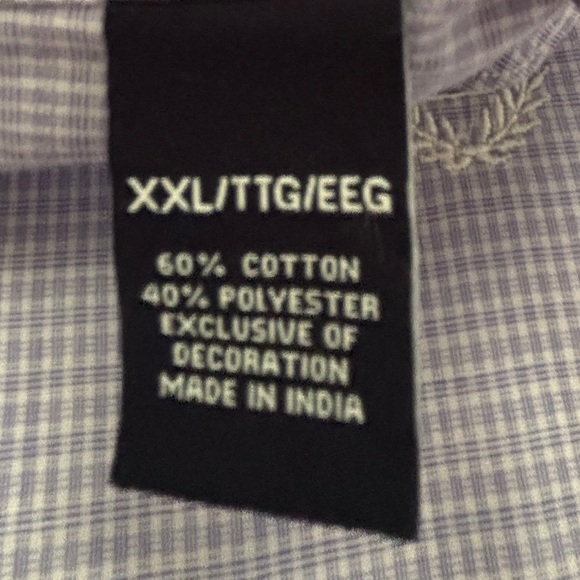 XXL/TTG/EEG
60% COTTON
40% POLYESTER
EXCLUSIVE OF
DECORATION
MADE IN INDIA